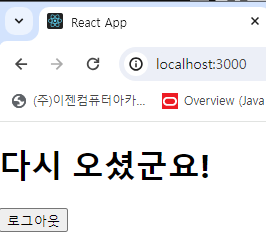 React App
localhost:3000
(주)이젠컴퓨터아카...
Overview (Java
다시 오셨군요!
로그아웃